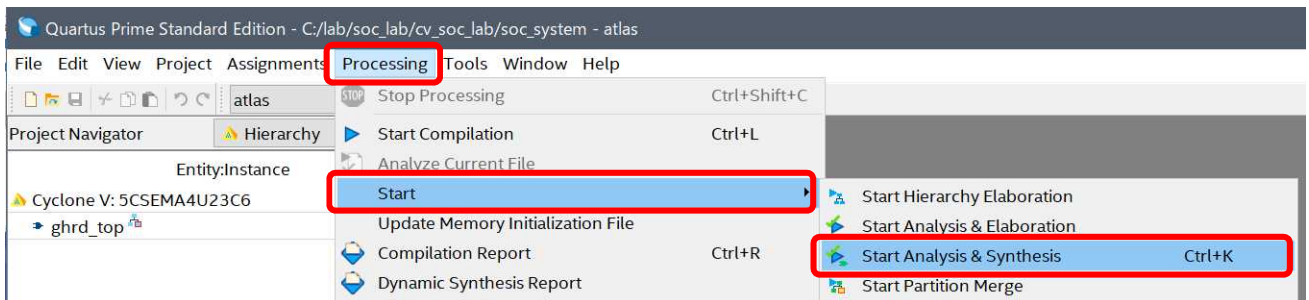 Quartus Prime Standard Edition - C:/lab/soc_lab/cv_soc_lab/soc_system - atlas
File Edit View Project Assignments Processing Tools Window Help
atlas
STOP Stop Processing Ctrl+Shift+C
Project Navigator Hierarchy Start Compilation Ctrl+L
Analyze Current File
Entity:Instance
Cyclone V: 5CSEMA4U23C6 Start Start Hierarchy Elaboration
ghrd_top Update Memory Initialization File Start Analysis & Elaboration
Compilation Report Ctrl+R Start Analysis & Synthesis Ctrl+K
Dynamic Synthesis Report Start Partition Merge